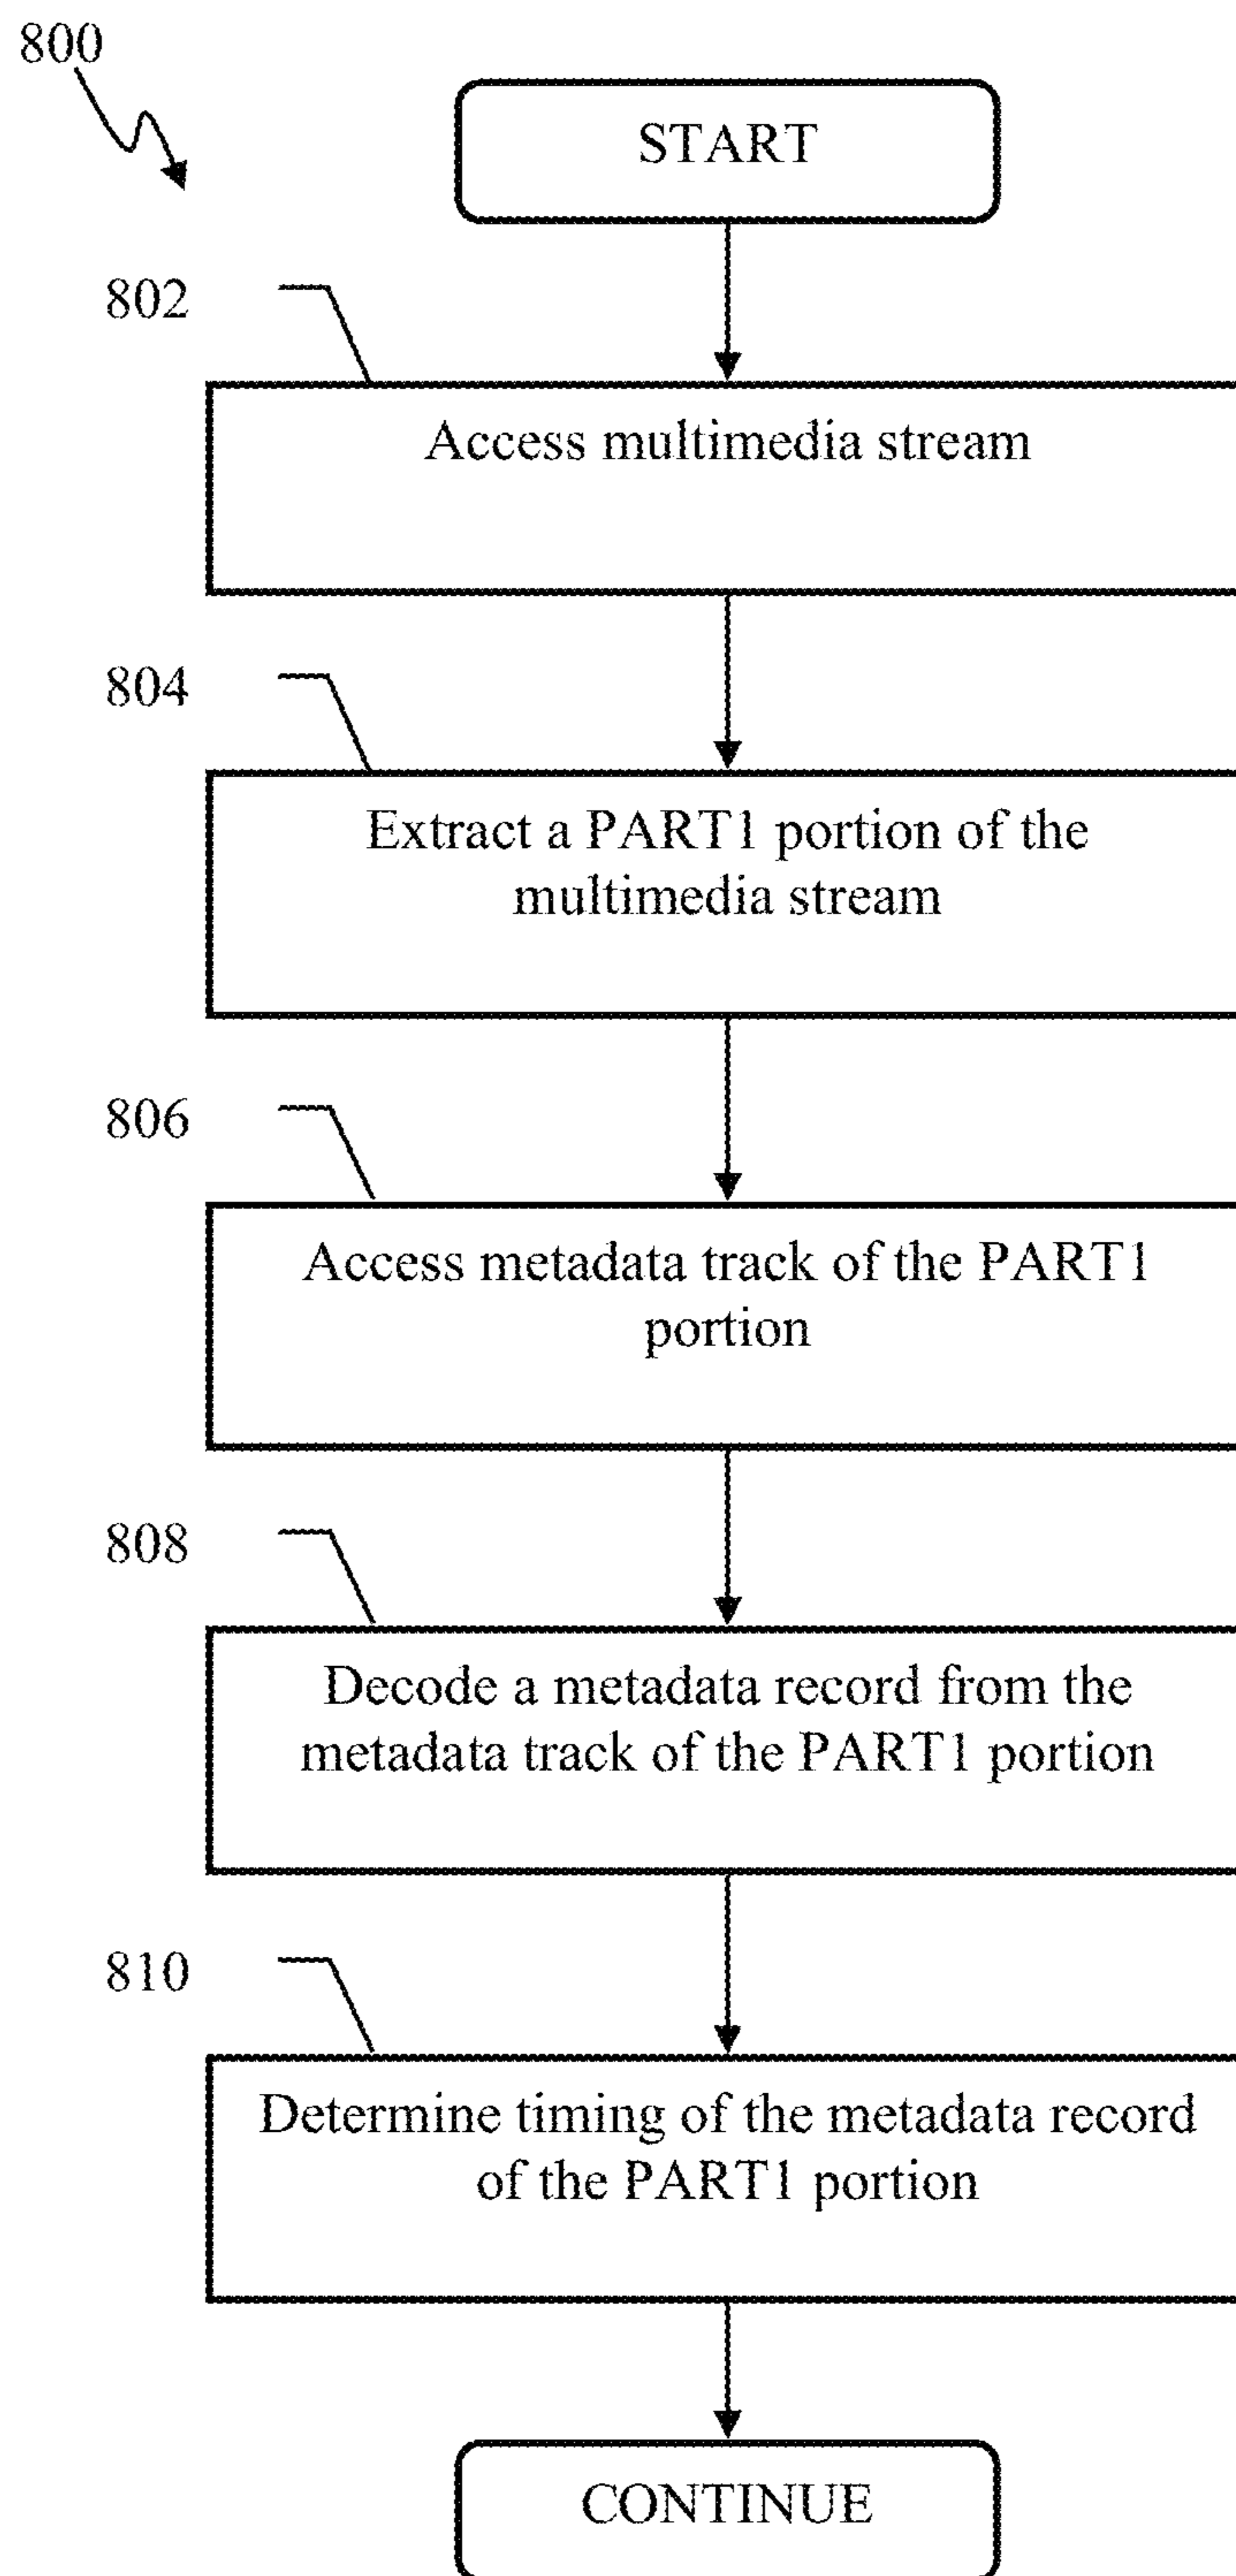 800
START
802
Access multimedia stream
804
Extract a PART1 portion of the
multimedia stream
806
Access metadata track of the PART1
portion
808
Decode a metadata record from the
metadata track of the PART1 portion
810
Determine timing of the metadata record
of the PART1 portion
CONTINUE